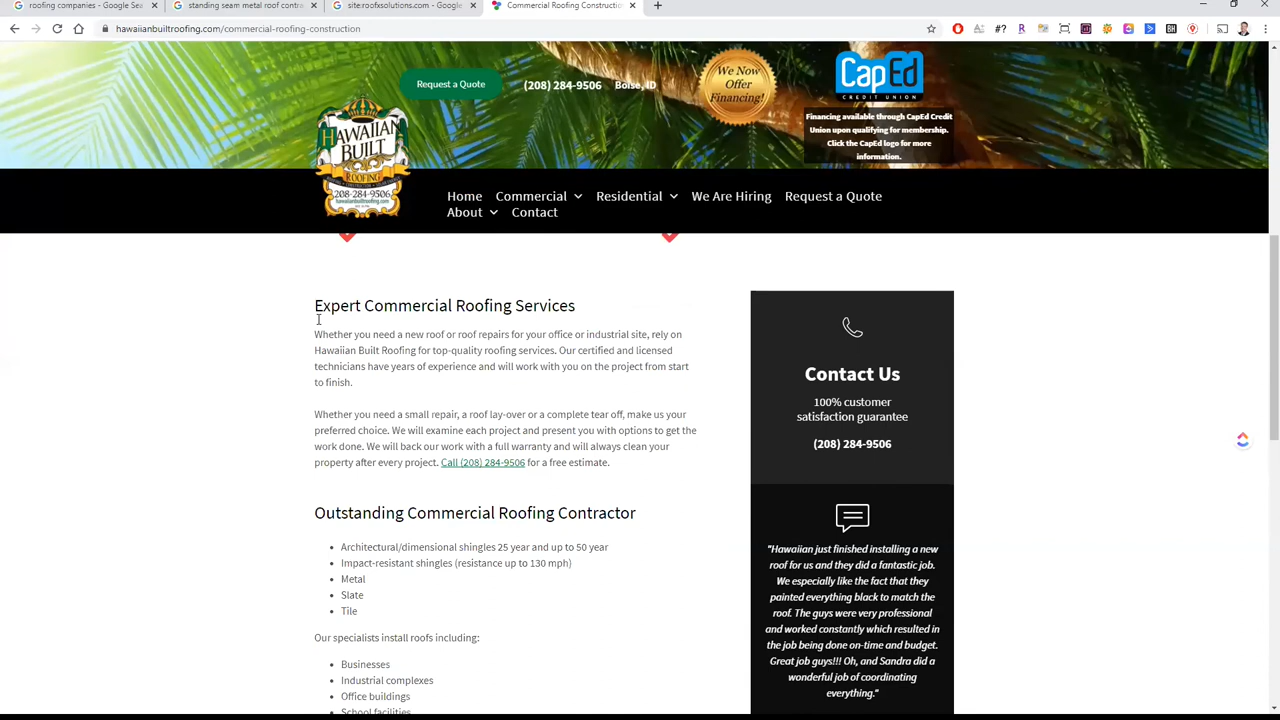 roofing companies - Google Sea
standing seam metal roof contra
siteroofsolutions.com - Google
Commercial Roofing Construction
hawaiianbuiltroofing.com/commercial-roofing-construction
Request a Quote
(208) 284-9506
Boise, ID
We Now
Offer
Financing!
CapEd
CREDIT UNION
Financing available through CapEd Credit
Union upon qualifying for membership.
Click the CapEd logo for more
information.
HAWAIIAN
BUILT
ROOFING
208-284-9506
hawaiianbuiltroofing.com
Home
Commercial
Residential
We Are Hiring
Request a Quote
About
Contact
Expert Commercial Roofing Services
Whether you need a new roof or roof repairs for your office or industrial site, rely on
Hawaiian Built Roofing for top-quality roofing services. Our certified and licensed
technicians have years of experience and will work with you on the project from start
to finish.
Whether you need a small repair, a roof lay-over or a complete tear off, make us your
preferred choice. We will examine each project and present you with options to get the
work done. We will back our work with a full warranty and will always clean your
property after every project. Call (208) 284-9506 for a free estimate.
Outstanding Commercial Roofing Contractor
Architectural/dimensional shingles 25 year and up to 50 year
Impact-resistant shingles (resistance up to 130 mph)
Metal
Slate
Tile
Our specialists install roofs including:
Businesses
Industrial complexes
Office buildings
School facilities
Contact Us
100% customer
satisfaction guarantee
(208) 284-9506
"Hawaiian just finished installing a new
roof for us and they did a fantastic job.
We especially like the fact that they
painted everything black to match the
roof. The guys were very professional
and worked constantly which resulted in
the job being done on-time and budget.
Great job guys!!! Oh, and Sandra did a
wonderful job of coordinating
everything."